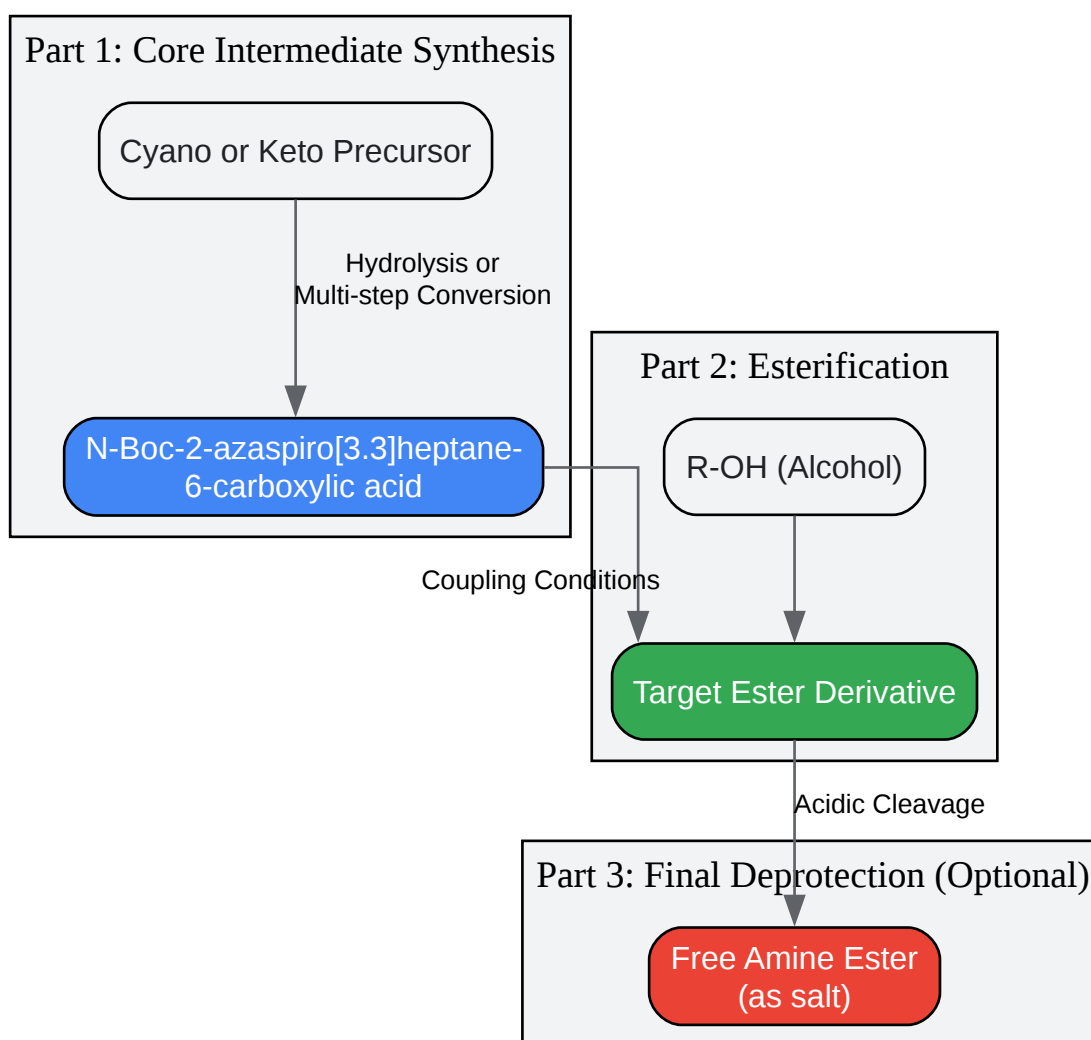 Part 1: Core Intermediate Synthesis
Cyano or Keto Precursor
Hydrolysis or
Multi-step Conversion
N-Boc-2-azaspiro[3.3]heptane-
6-carboxylic acid
Part 2: Esterification
R-OH (Alcohol)
Coupling Conditions
Target Ester Derivative
Acidic Cleavage
Part 3: Final Deprotection (Optional)
Free Amine Ester
(as salt)